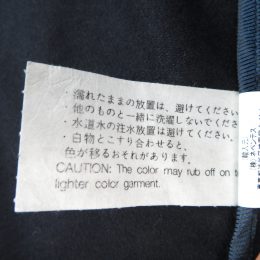 ・濡れたままの放置は、避けてください。
・他のものと一緒に洗濯しないでくださ
・水道水の注水放置は、避けてくださ
・白物とこすり合わせると、
色が移るおそれがあります。
CAUTION: The color may rub off on t
lighter color garment.
輸入元